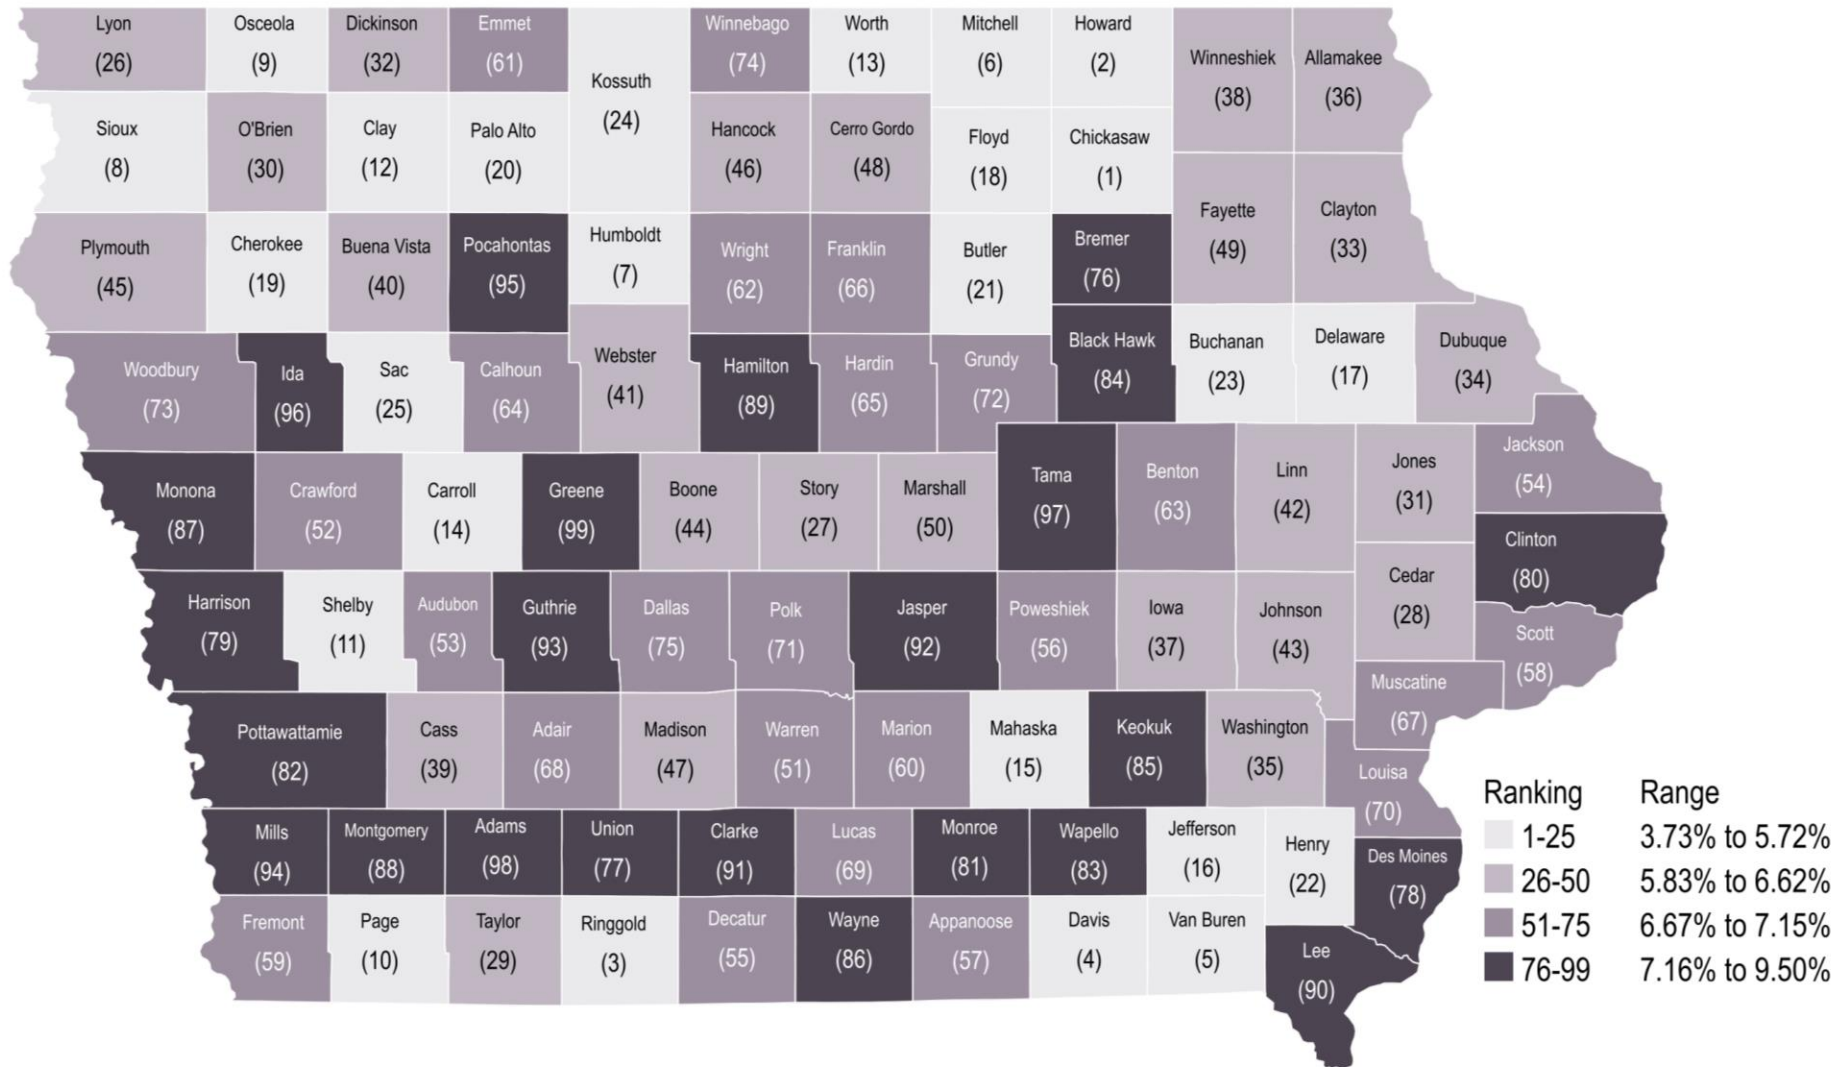 Lyon
(26)
Osceola
(9)
Dickinson
(32)
Emmet
(61)
Kossuth
(24)
Winnebago
(74)
Worth
(13)
Mitchell
(6)
Howard
(2)
Winneshiek
(38)
Allamakee
(36)
Sioux
(8)
O'Brien
(30)
Clay
(12)
Palo Alto
(20)
Hancock
(46)
Cerro Gordo
(48)
Floyd
(18)
Chickasaw
(1)
Plymouth
(45)
Cherokee
(19)
Buena Vista
(40)
Pocahontas
(95)
Humboldt
(7)
Wright
(62)
Franklin
(66)
Butler
(21)
Bremer
(76)
Fayette
(49)
Clayton
(33)
Woodbury
(73)
Ida
(96)
Sac
(25)
Calhoun
(64)
Webster
(41)
Hamilton
(89)
Hardin
(65)
Grundy
(72)
Black Hawk
(84)
Buchanan
(23)
Delaware
(17)
Dubuque
(34)
Monona
(87)
Crawford
(52)
Carroll
(14)
Greene
(99)
Boone
(44)
Story
(27)
Marshall
(50)
Tama
(97)
Benton
(63)
Linn
(42)
Jones
(31)
Jackson
(54)
Clinton
(80)
Harrison
(79)
Shelby
(11)
Audubon
(53)
Guthrie
(93)
Dallas
(75)
Polk
(71)
Jasper
(92)
Poweshiek
(56)
Iowa
(37)
Johnson
(43)
Cedar
(28)
Scott
(58)
Muscatine
(67)
Pottawattamie
(82)
Cass
(39)
Adair
(68)
Madison
(47)
Warren
(51)
Marion
(60)
Mahaska
(15)
Keokuk
(85)
Washington
(35)
Louisa
(70)
Mills
(94)
Montgomery
(88)
Adams
(98)
Union
(77)
Clarke
(91)
Lucas
(69)
Monroe
(81)
Wapello
(83)
Jefferson
(16)
Henry
(22)
Des Moines
(78)
Fremont
(59)
Page
(10)
Taylor
(29)
Ringgold
(3)
Decatur
(55)
Wayne
(86)
Appanoose
(57)
Davis
(4)
Van Buren
(5)
Lee
(90)
Ranking Range
1-25 3.73% to 5.72%
26-50 5.83% to 6.62%
51-75 6.67% to 7.15%
76-99 7.16% to 9.50%